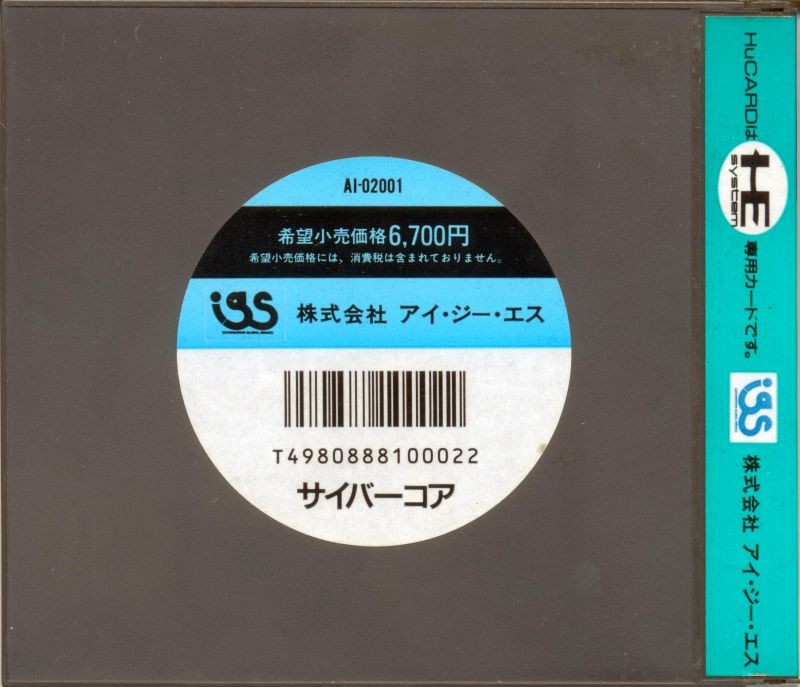 AI-02001
希望小売価格6,700円
希望小売価格には、消費税は含まれておりません。
igs 株式会社 アイ・ジー・エス
T4980888100022
サイバーコア
HuCARDは HE system 専用カードです。 igs 株式会社 アイ・ジー・エス